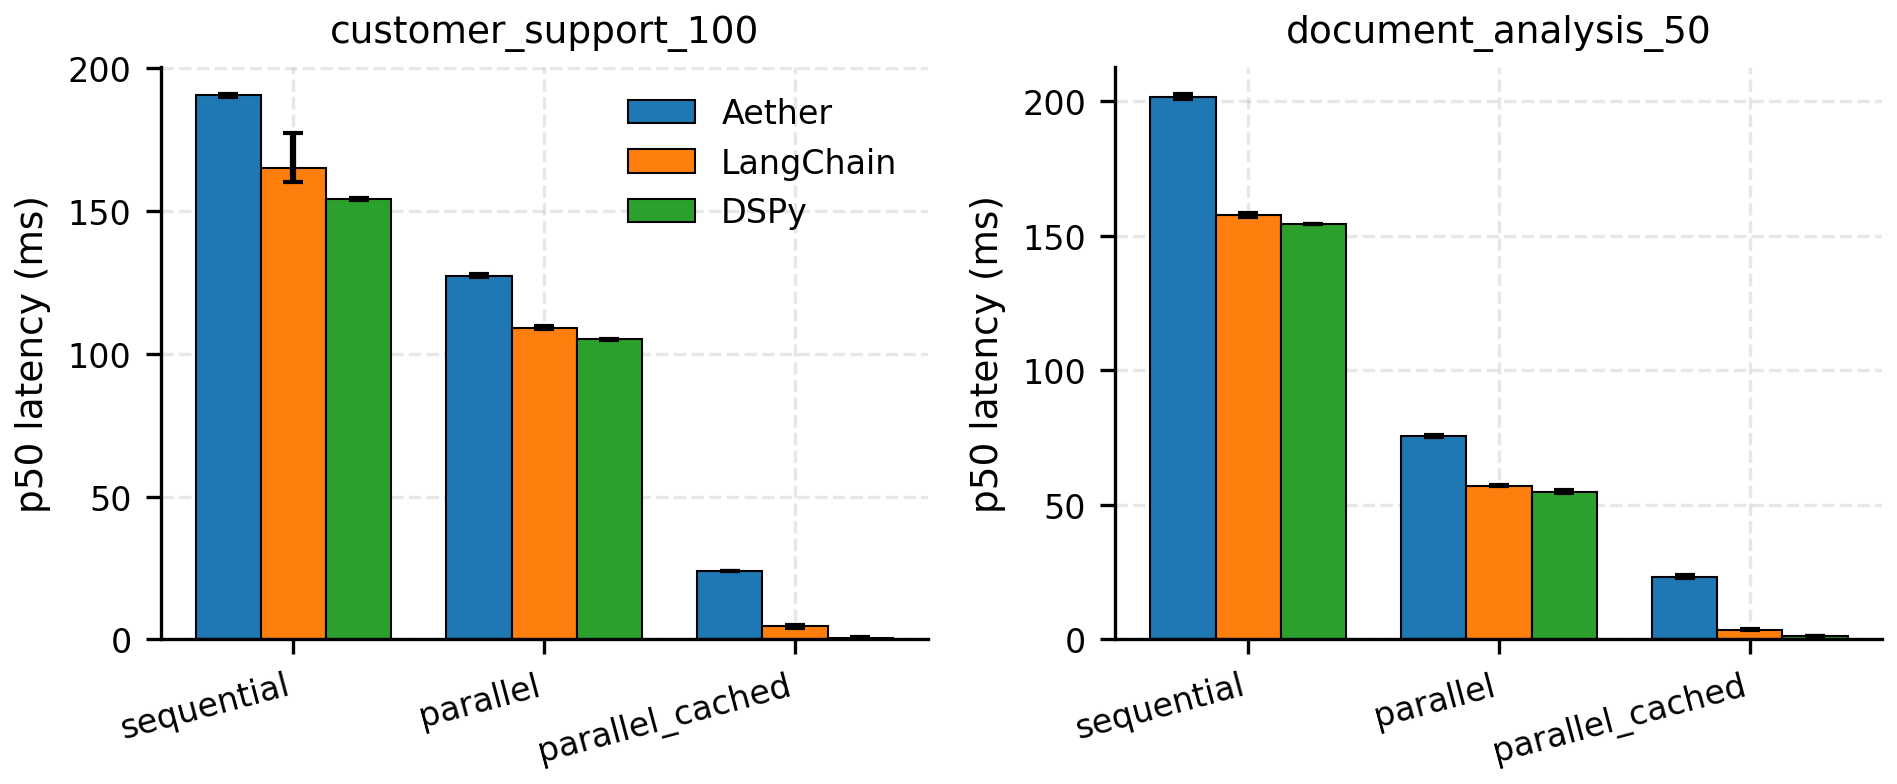 customer_support_100
p50 latency (ms)
200
150
100
50
0
Aether
LangChain
DSPy
sequential
parallel
parallel_cached
document_analysis_50
p50 latency (ms)
200
150
100
50
0
sequential
parallel
parallel_cached